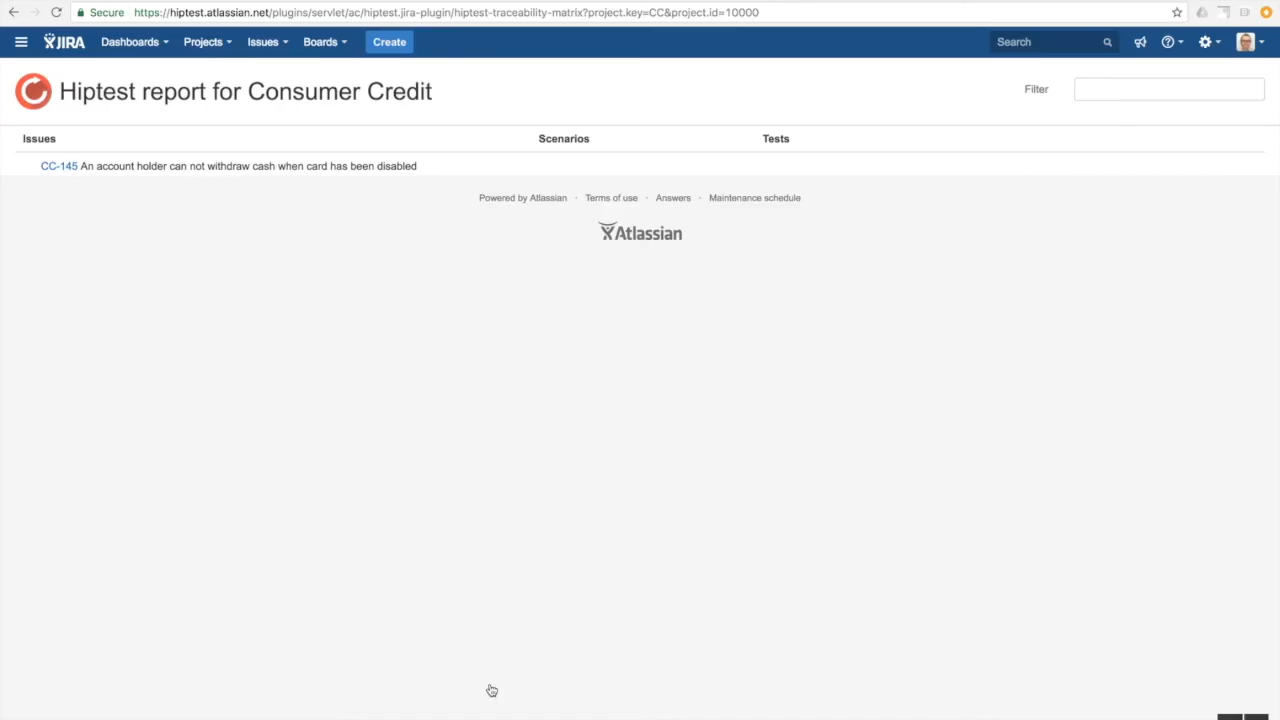 Secure https://hiptest.atlassian.net/plugins/servlet/ac/hiptest.jira-plugin/hiptest-traceability-matrix?project.key=CC&project.id=10000
JIRA Dashboards Projects Issues Boards Create Search
Hiptest report for Consumer Credit Filter
Issues Scenarios Tests
CC-145 An account holder can not withdraw cash when card has been disabled
Powered by Atlassian · Terms of use · Answers · Maintenance schedule
Atlassian